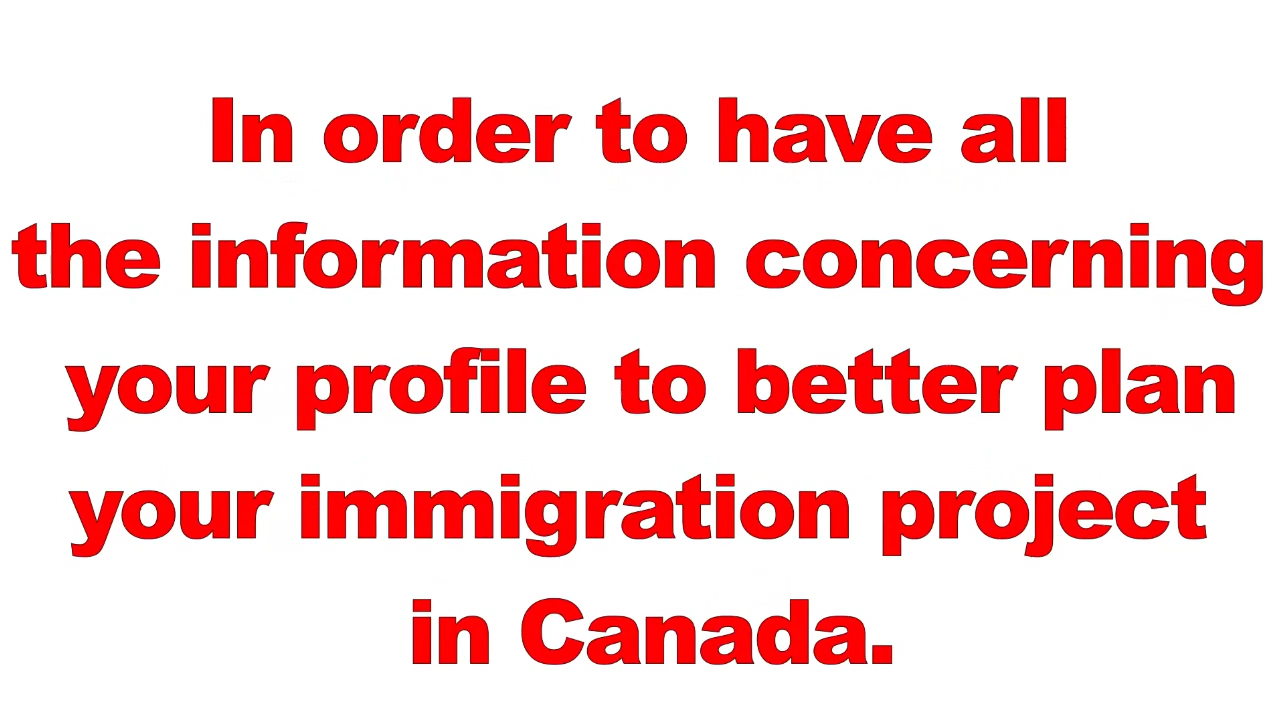 In order to have all
the information concerning
your profile to better plan
your immigration project
in Canada.